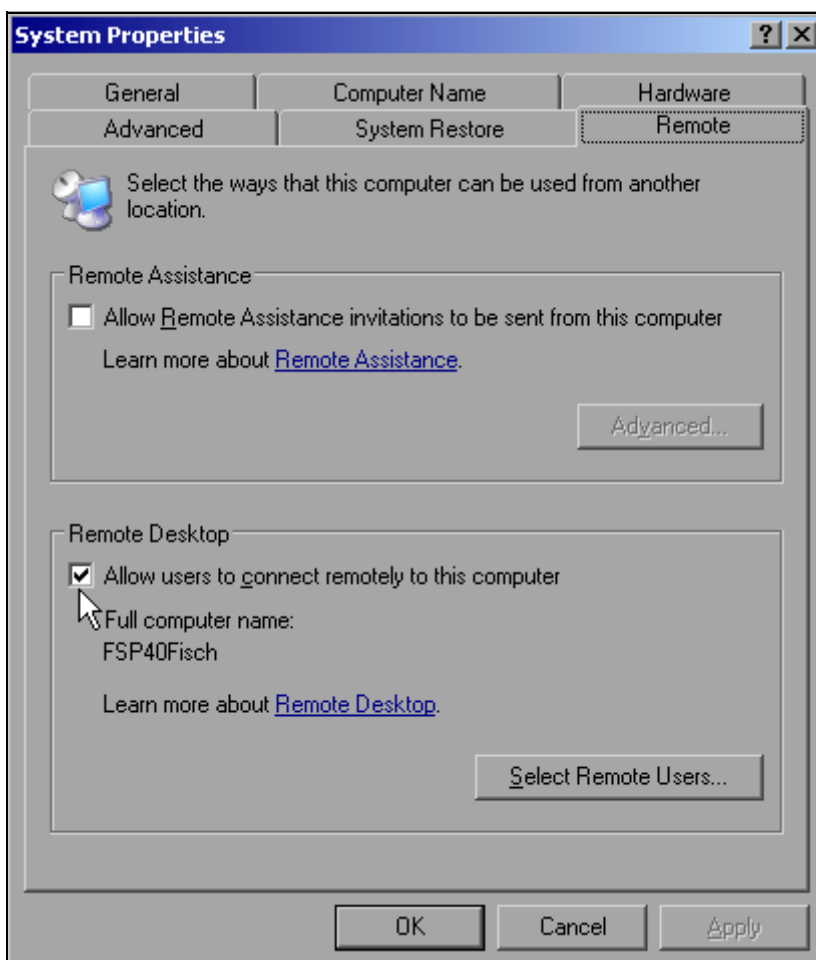 System Properties
General Computer Name Hardware
Advanced System Restore Remote
Select the ways that this computer can be used from another
location.
Remote Assistance
Allow Remote Assistance invitations to be sent from this computer
Learn more about Remote Assistance.
Advanced...
Remote Desktop
Allow users to connect remotely to this computer
Full computer name:
FSP40Fisch
Learn more about Remote Desktop.
Select Remote Users...
OK Cancel Apply